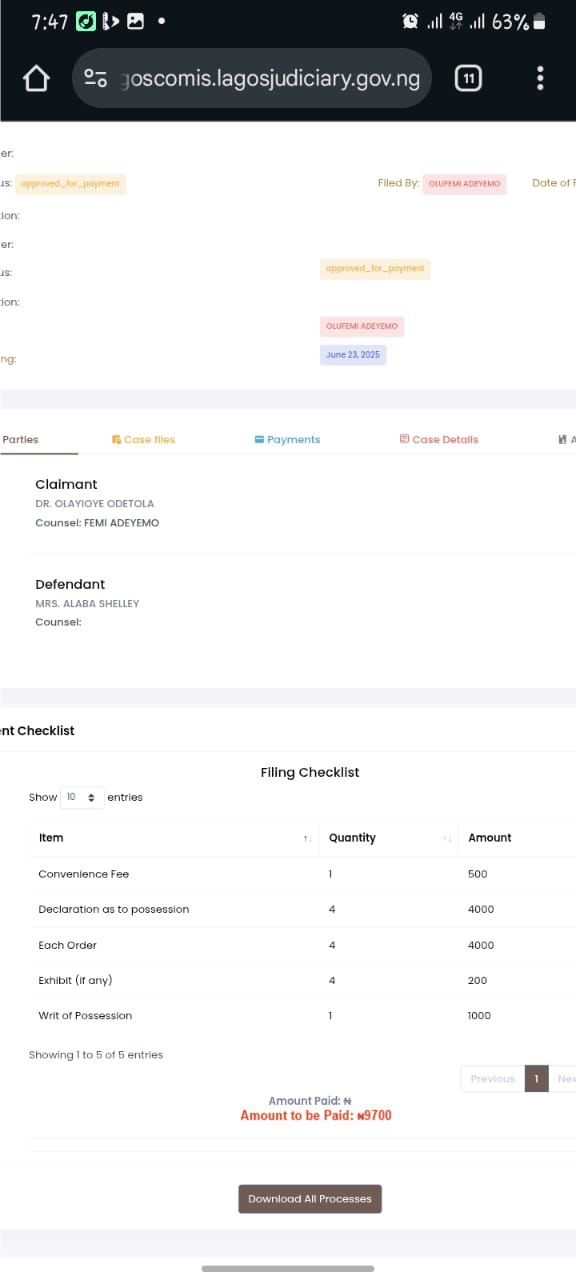 7:47 4G 63%
goscomis.lagosjudiciary.gov.ng 11
er:
us: approved_for_payment Filed By: OLUFEMI ADEYEMO Date of F
ion:
er:
us: approved_for_payment
ion:
OLUFEMI ADEYEMO
ng: June 23, 2025
Parties Case files Payments Case Details A
Claimant
DR. OLAYIOYE ODETOLA
Counsel: FEMI ADEYEMO
Defendant
MRS. ALABA SHELLEY
Counsel:
nt Checklist
Filing Checklist
Show 10 entries
Item Quantity Amount
Convenience Fee 1 500
Declaration as to possession 4 4000
Each Order 4 4000
Exhibit (if any) 4 200
Writ of Possession 1 1000
Showing 1 to 5 of 5 entries
Previous 1 Nex
Amount Paid: ₦
Amount to be Paid: ₦9700
Download All Processes